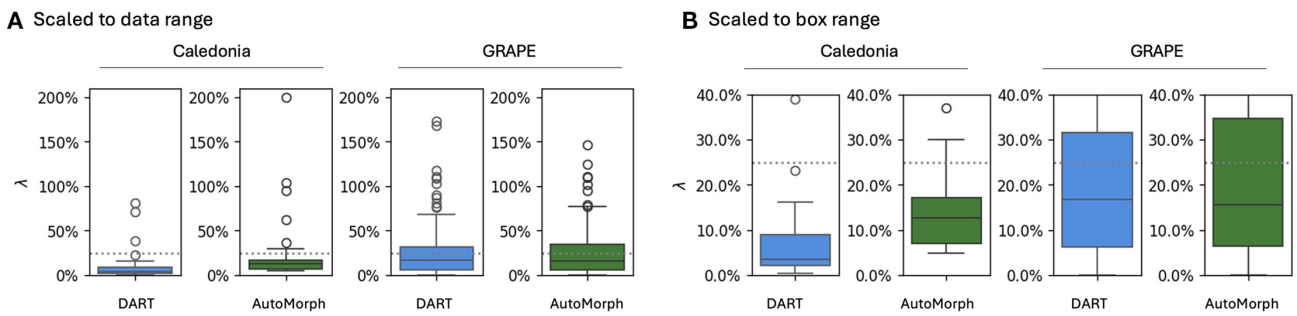 A Scaled to data range
B Scaled to box range
Caledonia
GRAPE
Caledonia
GRAPE
200% 200% 200% 200%
150% 150% 150% 150%
100% 100% 100% 100%
50% 50% 50% 50%
0% 0% 0% 0%
λ
DART AutoMorph DART AutoMorph
40.0% 40.0% 40.0% 40.0%
30.0% 30.0% 30.0% 30.0%
20.0% 20.0% 20.0% 20.0%
10.0% 10.0% 10.0% 10.0%
0.0% 0.0% 0.0% 0.0%
λ
DART AutoMorph DART AutoMorph